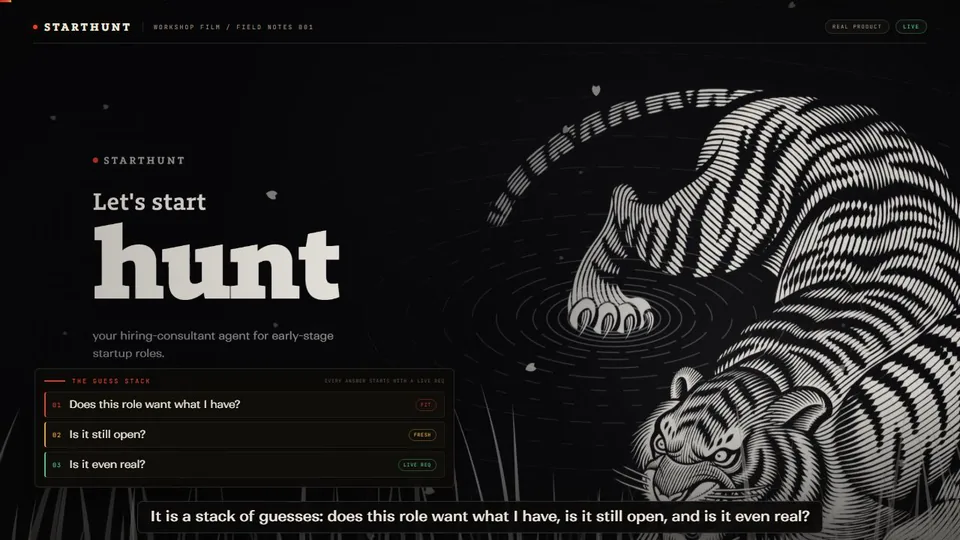 STARTHUNT
WORKSHOP FILM / FIELD NOTES 001
REAL PRODUCT
LIVE
STARTHUNT
Let's start
hunt
your hiring-consultant agent for early-stage
startup roles.
THE GUESS STACK
EVERY ANSWER STARTS WITH A LIVE REQ
01 Does this role want what I have? FIT
02 Is it still open? FRESH
03 Is it even real? LIVE REQ
It is a stack of guesses: does this role want what I have, is it still open, and is it even real?